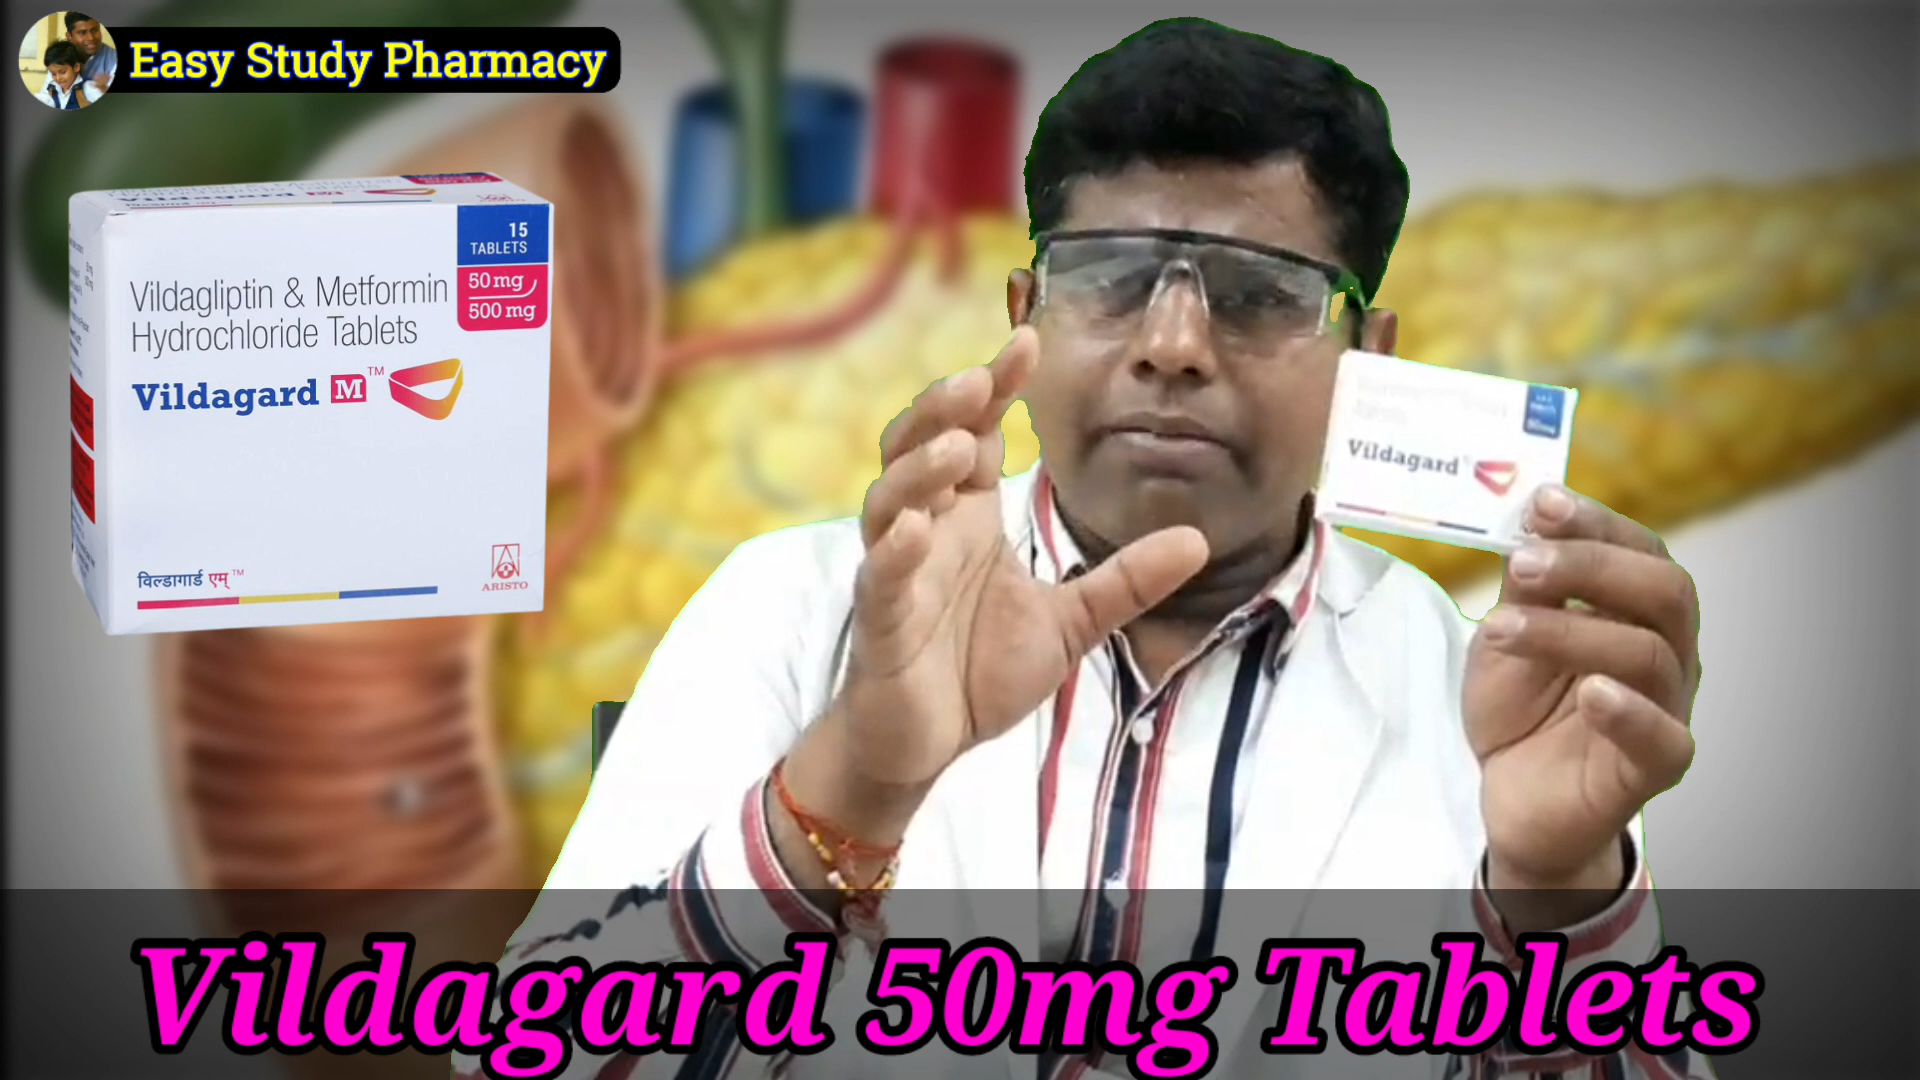 Easy Study Pharmacy
15
TABLETS
50 mg
500 mg
Vildagliptin & Metformin
Hydrochloride Tablets
Vildagard M™
विल्डागार्ड एम्™
ARISTO
Vildagard
50mg
Vildagard 50mg Tablets